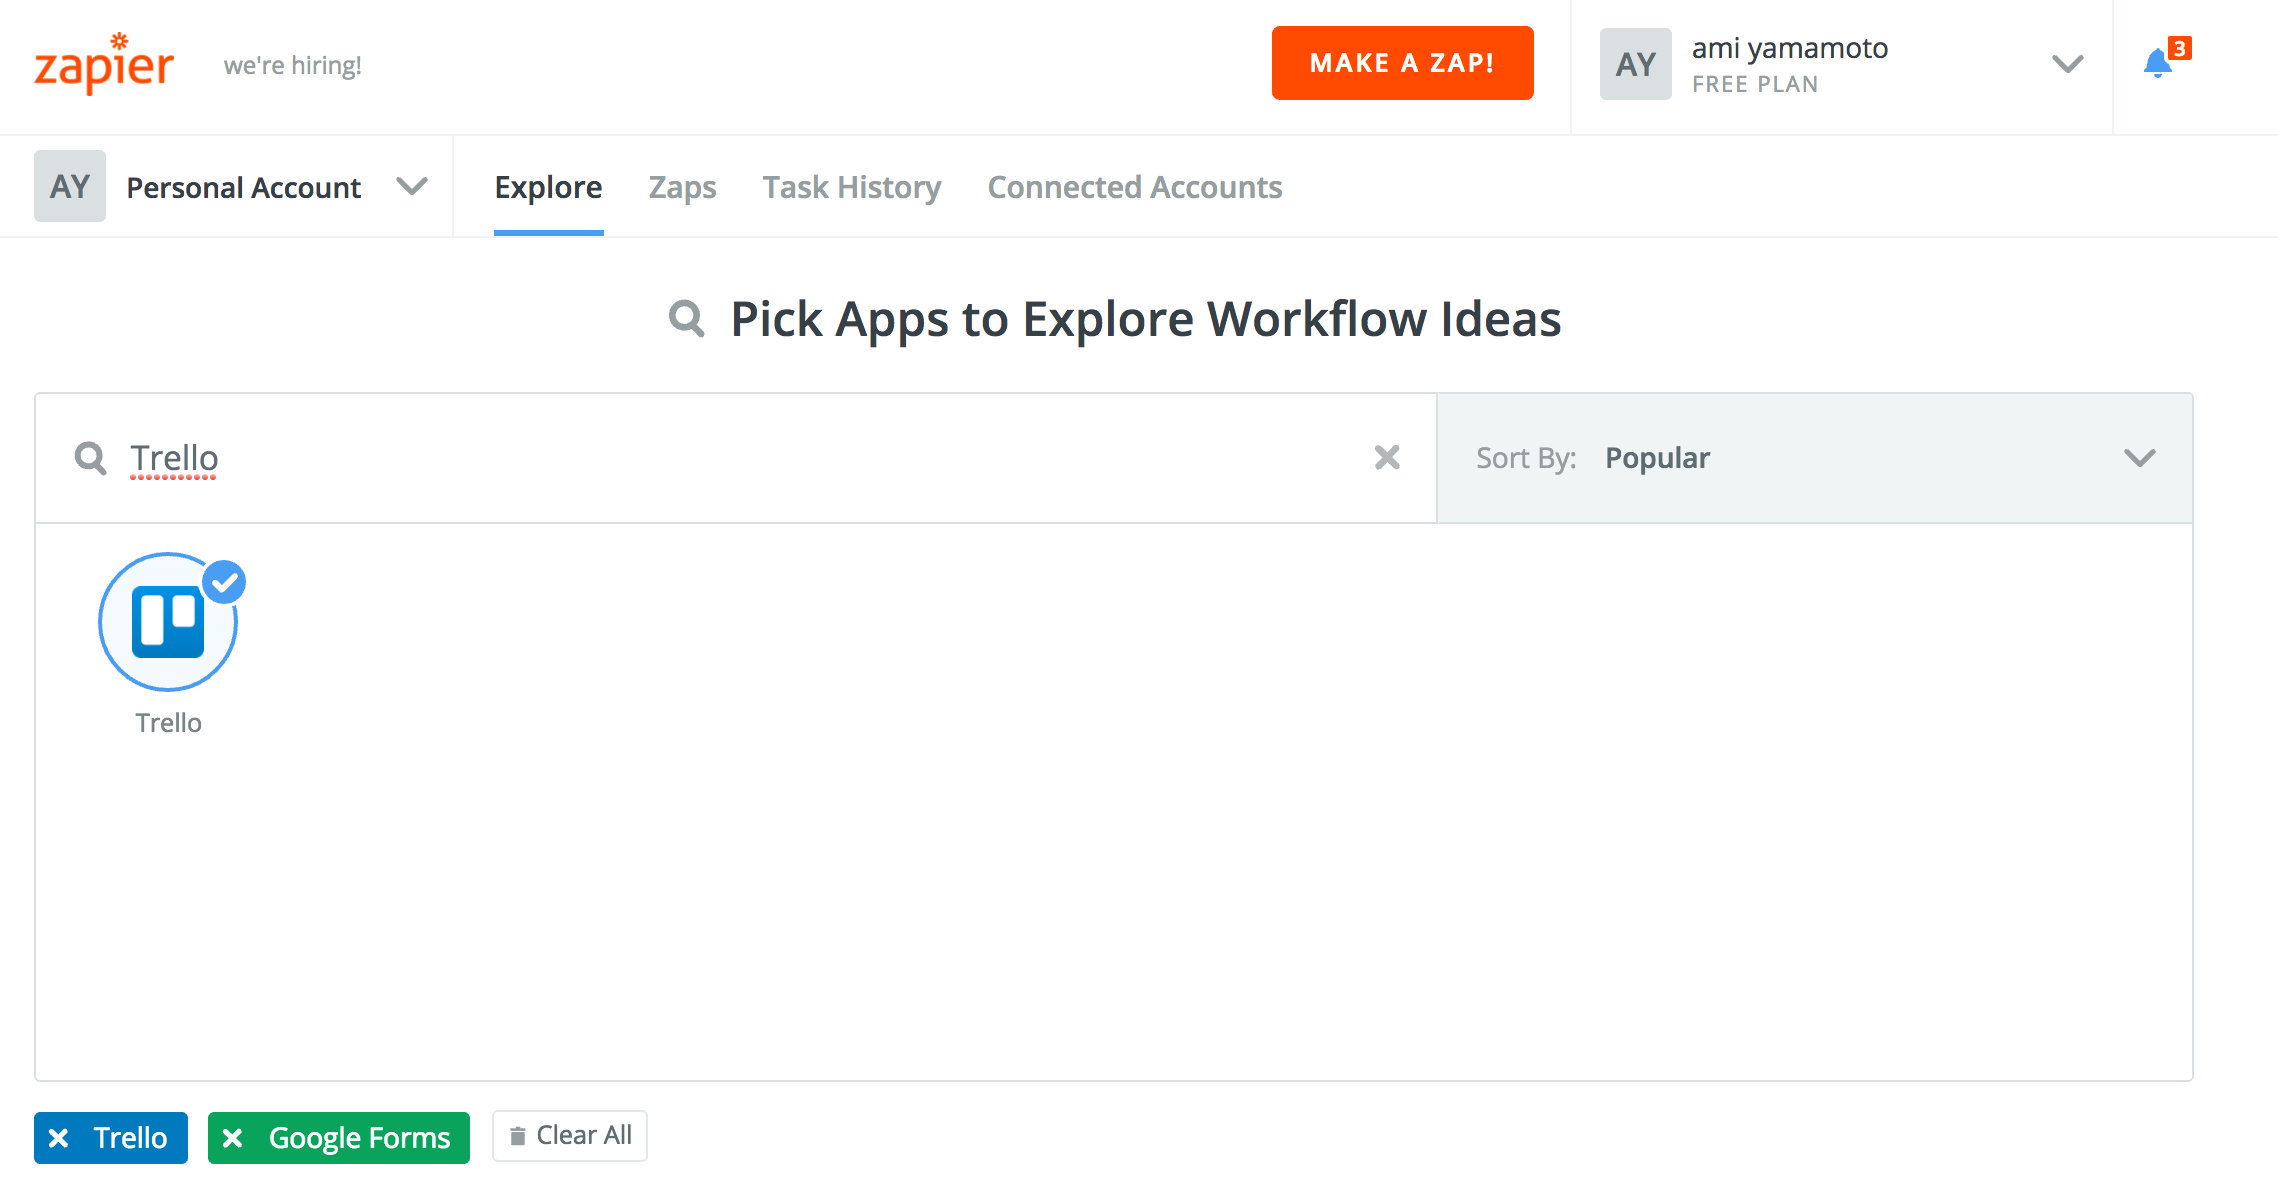 zapier
we're hiring!
MAKE A ZAP!
AY
ami yamamoto
FREE PLAN
3
AY
Personal Account
Explore
Zaps
Task History
Connected Accounts
Pick Apps to Explore Workflow Ideas
Trello
Sort By: Popular
Trello
Trello
Google Forms
Clear All